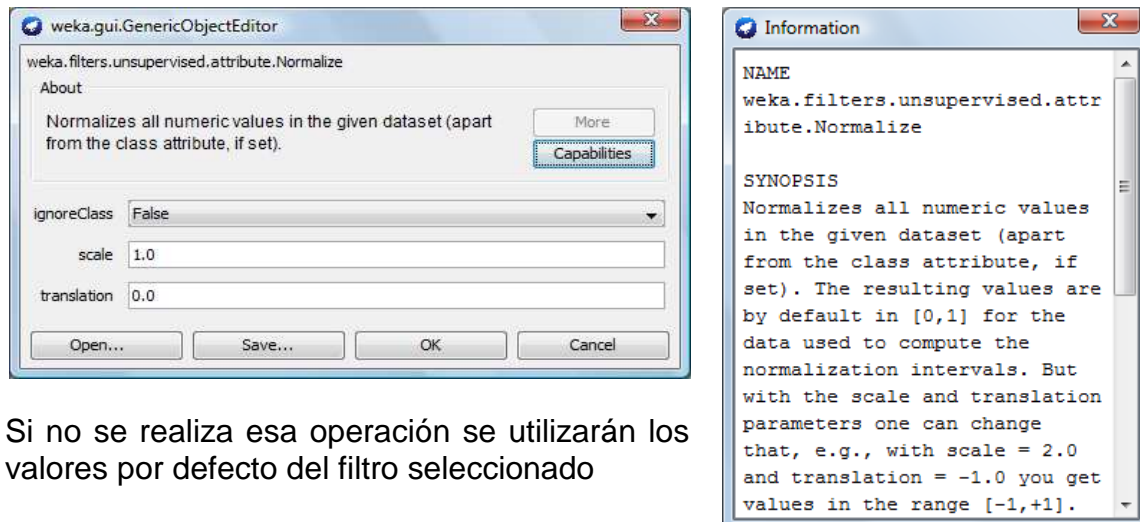 weka.gui.GenericObjectEditor
weka.filters.unsupervised.attribute.Normalize
About
Normalizes all numeric values in the given dataset (apart
from the class attribute, if set).
More
Capabilities
ignoreClass False
scale 1.0
translation 0.0
Open... Save... OK Cancel
Si no se realiza esa operación se utilizarán los
valores por defecto del filtro seleccionado
Information
NAME
weka.filters.unsupervised.attr
ibute.Normalize
SYNOPSIS
Normalizes all numeric values
in the given dataset (apart
from the class attribute, if
set). The resulting values are
by default in [0,1] for the
data used to compute the
normalization intervals. But
with the scale and translation
parameters one can change
that, e.g., with scale = 2.0
and translation = -1.0 you get
values in the range [-1,+1].